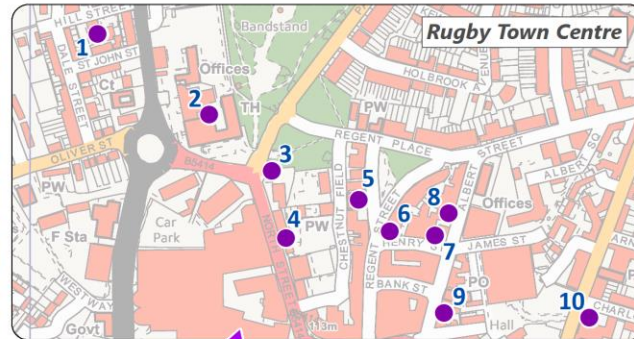 Rugby Town Centre
HILL STREET
1
ST JOHN ST
DALE STREET
Ct
Bandstand
Offices
2
TH
PW
HOLBROOK
AVENUE
REGENT PLACE
STREET
ALBERT SQ
OLIVER ST
B5414
3
PW
F Sta
Car
Park
NORTH STREET
B5414
4
PW
CHESTNUT FIELD
5
REGENT STREET
6
8
ALBERT
Offices
7
HENRY ST
JAMES ST
BANK ST
PO
9
Hall
10
CHARL
WESTWAY
Govt
113m